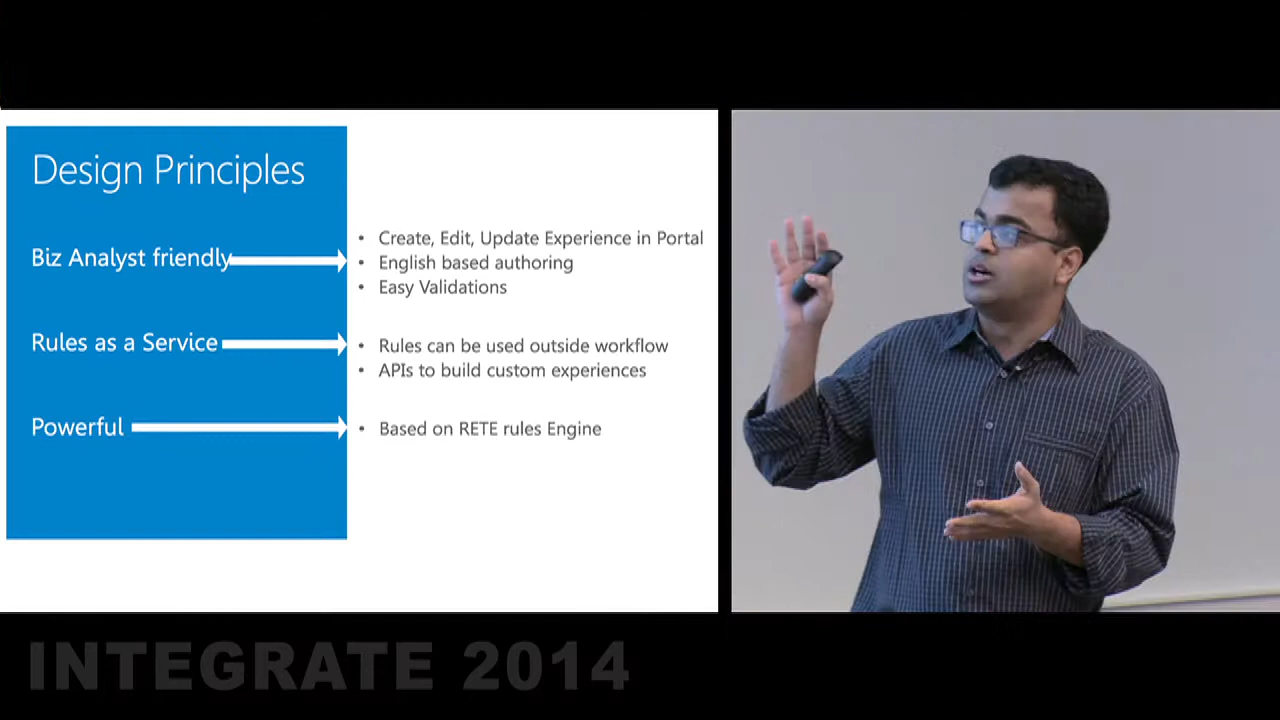 Design Principles
Biz Analyst friendly
• Create, Edit, Update Experience in Portal
• English based authoring
• Easy Validations
Rules as a Service
• Rules can be used outside workflow
• APIs to build custom experiences
Powerful
• Based on RETE rules Engine
INTEGRATE 2014